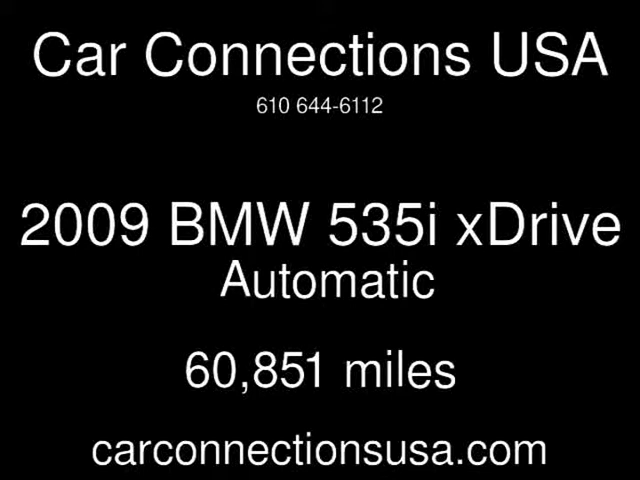 Car Connections USA
610 644-6112
2009 BMW 535i xDrive
Automatic
60,851 miles
carconnectionsusa.com